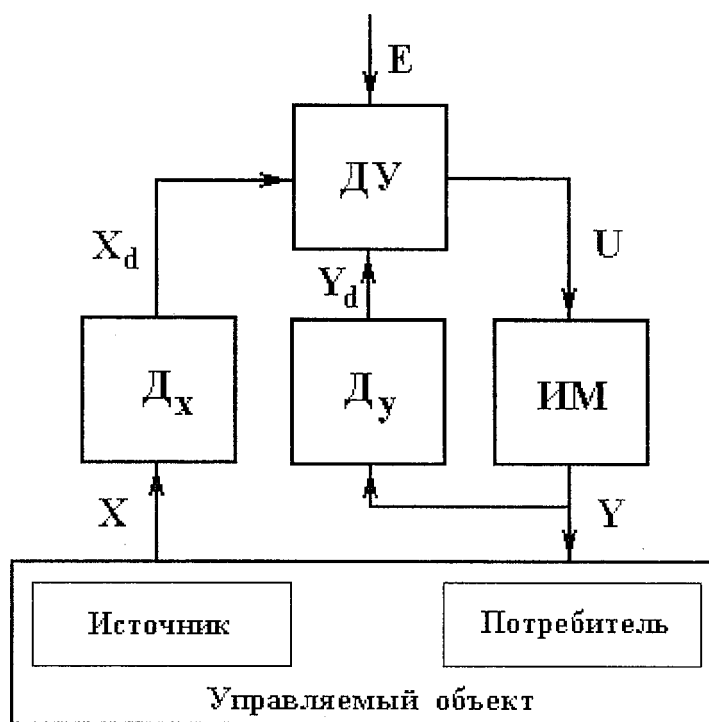 E
ДУ
X_d
Y_d
U
Д_x
Д_y
ИМ
X
Y
Источник
Потребитель
Управляемый объект